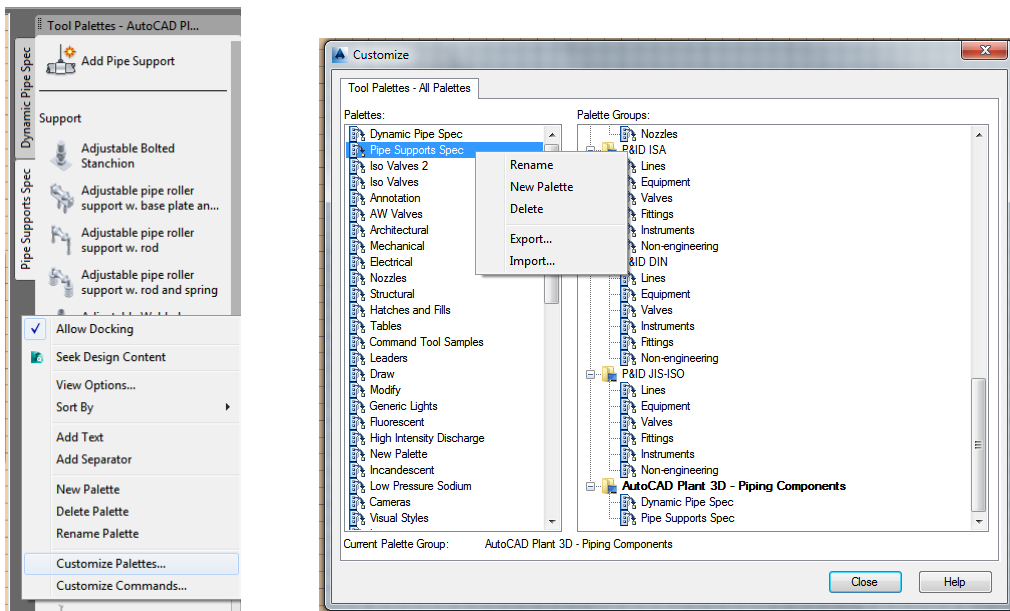 Tool Palettes - AutoCAD Pl...
Dynamic Pipe Spec
Pipe Supports Spec
Add Pipe Support
Support
Adjustable Bolted
Stanchion
Adjustable pipe roller
support w. base plate an...
Adjustable pipe roller
support w. rod
Adjustable pipe roller
support w. rod and spring
Allow Docking
Seek Design Content
View Options...
Sort By
Add Text
Add Separator
New Palette
Delete Palette
Rename Palette
Customize Palettes...
Customize Commands...
Customize
Tool Palettes - All Palettes
Palettes:
Dynamic Pipe Spec
Pipe Supports Spec
Iso Valves 2
Iso Valves
Annotation
AW Valves
Architectural
Mechanical
Electrical
Nozzles
Structural
Hatches and Fills
Tables
Command Tool Samples
Leaders
Draw
Modify
Generic Lights
Fluorescent
High Intensity Discharge
New Palette
Incandescent
Low Pressure Sodium
Cameras
Visual Styles
Rename
New Palette
Delete
Export...
Import...
Palette Groups:
Nozzles
P&ID ISA
Lines
Equipment
Valves
Fittings
Instruments
Non-engineering
&ID DIN
Lines
Equipment
Valves
Instruments
Fittings
Non-engineering
P&ID JIS-ISO
Lines
Equipment
Valves
Fittings
Instruments
Non-engineering
AutoCAD Plant 3D - Piping Components
Dynamic Pipe Spec
Pipe Supports Spec
Current Palette Group: AutoCAD Plant 3D - Piping Components
Close
Help